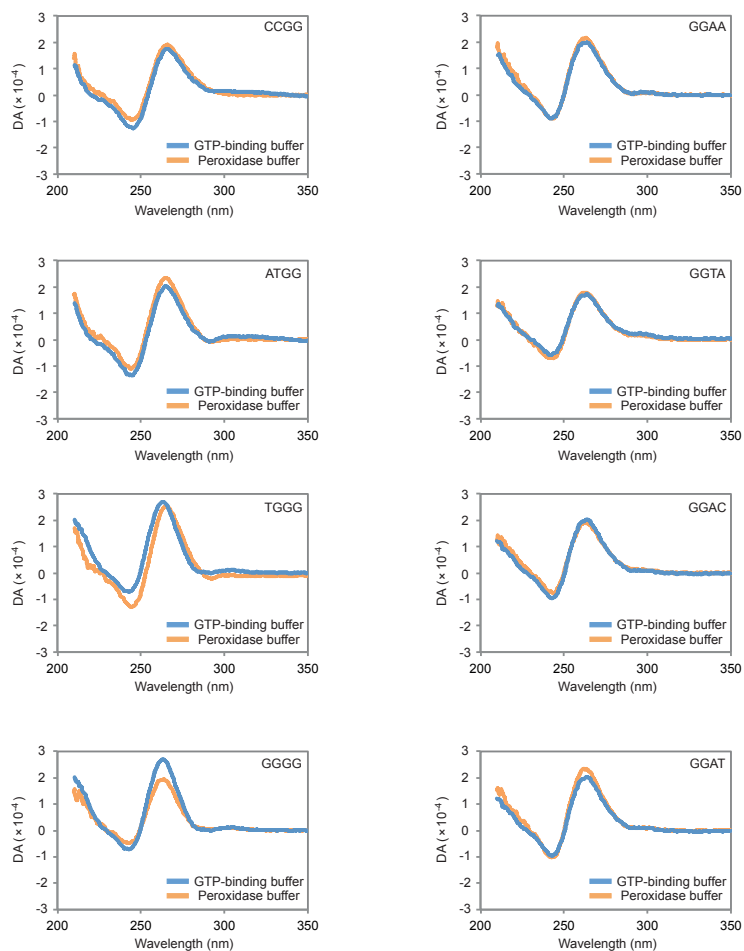 CCGG
3
2
1
0
-1
-2
-3
DA (× 10⁻⁴)
GTP-binding buffer
Peroxidase buffer
200 250 300 350
Wavelength (nm)
GGAA
3
2
1
0
-1
-2
-3
DA (× 10⁻⁴)
GTP-binding buffer
Peroxidase buffer
200 250 300 350
Wavelength (nm)
ATGG
3
2
1
0
-1
-2
-3
DA (× 10⁻⁴)
GTP-binding buffer
Peroxidase buffer
200 250 300 350
Wavelength (nm)
GGTA
3
2
1
0
-1
-2
-3
DA (× 10⁻⁴)
GTP-binding buffer
Peroxidase buffer
200 250 300 350
Wavelength (nm)
TGGG
3
2
1
0
-1
-2
-3
DA (× 10⁻⁴)
GTP-binding buffer
Peroxidase buffer
200 250 300 350
Wavelength (nm)
GGAC
3
2
1
0
-1
-2
-3
DA (× 10⁻⁴)
GTP-binding buffer
Peroxidase buffer
200 250 300 350
Wavelength (nm)
GGGG
3
2
1
0
-1
-2
-3
DA (× 10⁻⁴)
GTP-binding buffer
Peroxidase buffer
200 250 300 350
Wavelength (nm)
GGAT
3
2
1
0
-1
-2
-3
DA (× 10⁻⁴)
GTP-binding buffer
Peroxidase buffer
200 250 300 350
Wavelength (nm)